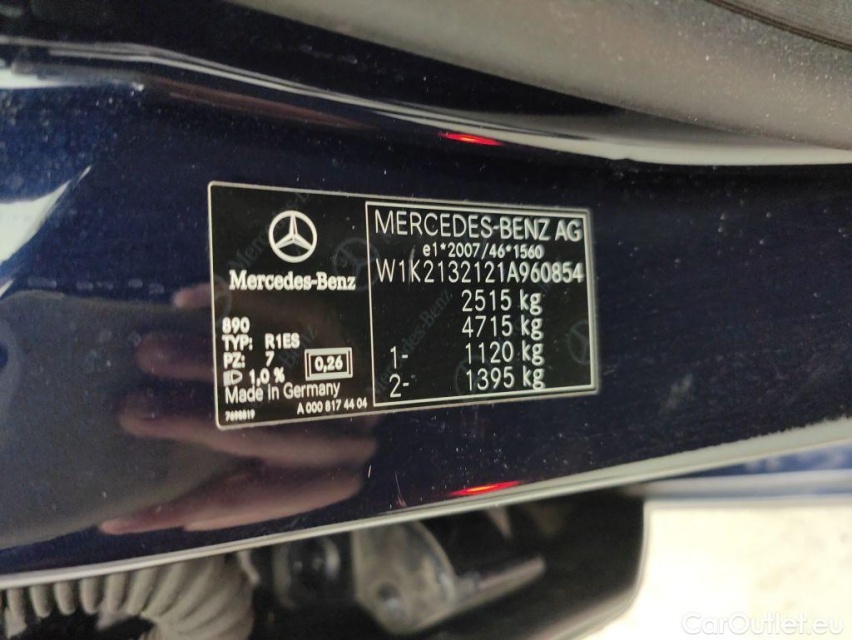 Mercedes-Benz
890
TYP: R1ES
PZ: 7
0,26
1,0 %
Made in Germany
A 000 817 44 04
MERCEDES-BENZ AG
e1*2007/46*1560
W1K2132121A960854
2515 kg
4715 kg
1- 1120 kg
2- 1395 kg
CarOutlet.eu